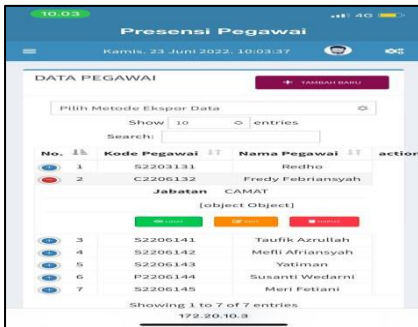 10.03 4G
Presensi Pegawai
Kamis, 23 Juni 2022, 10:03:37
DATA PEGAWAI
+ TAMBAH BARU
Pilih Metode Ekspor Data
Show 10 entries
Search:
No. Kode Pegawai Nama Pegawai action
1 S2203131 Redho
2 C2206132 Fredy Febriansyah
Jabatan CAMAT
[object Object]
LIHAT EDIT HAPUS
3 S2206141 Taufik Azrullah
4 S2206142 Mefli Afriansyah
5 S2206143 Yatiman
6 P2206144 Susanti Wedarni
7 S2206145 Meri Fetiani
Showing 1 to 7 of 7 entries
172.20.10.3